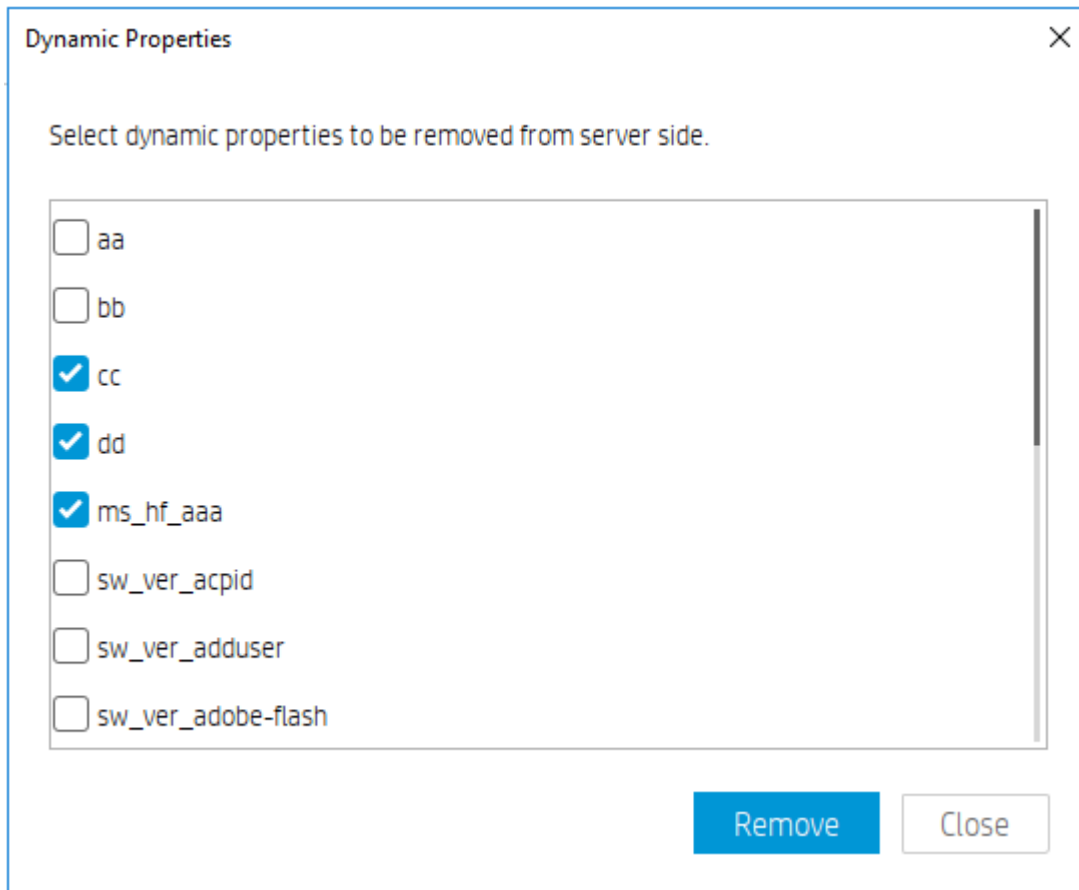 Dynamic Properties
Select dynamic properties to be removed from server side.
aa
bb
cc
dd
ms_hf_aaa
sw_ver_acpid
sw_ver_adduser
sw_ver_adobe-flash
Remove Close